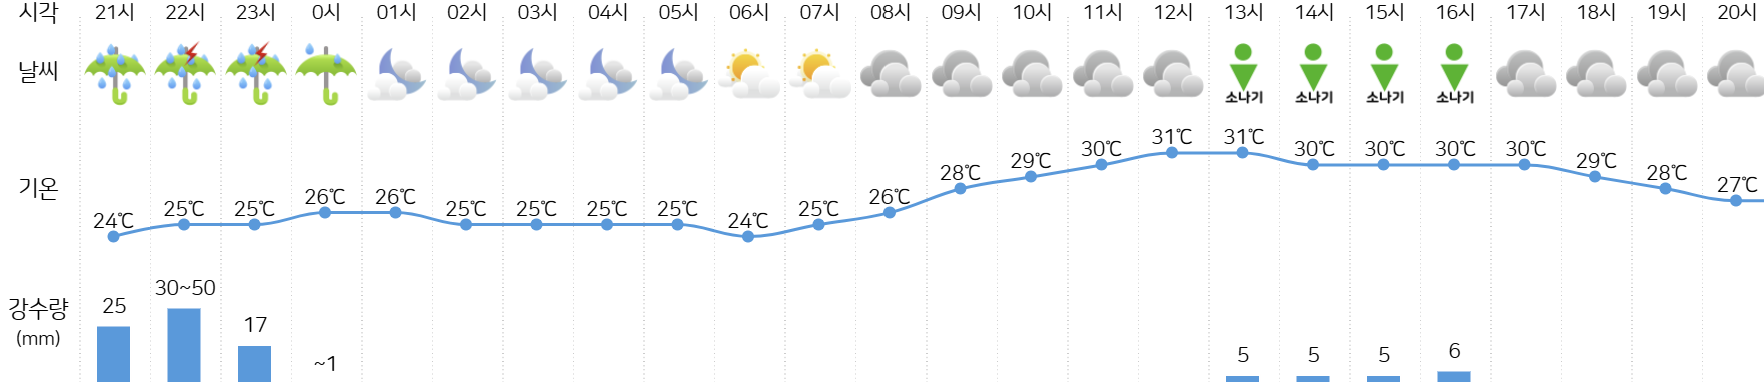 시각 21시 22시 23시 0시 01시 02시 03시 04시 05시 06시 07시 08시 09시 10시 11시 12시 13시 14시 15시 16시 17시 18시 19시 20시
날씨 소나기 소나기 소나기 소나기
기온 24℃ 25℃ 25℃ 26℃ 26℃ 25℃ 25℃ 25℃ 25℃ 24℃ 25℃ 26℃ 28℃ 29℃ 30℃ 31℃ 31℃ 30℃ 30℃ 30℃ 30℃ 29℃ 28℃ 27℃
강수량 25 30~50 17 ~1 5 5 5 6
(mm)